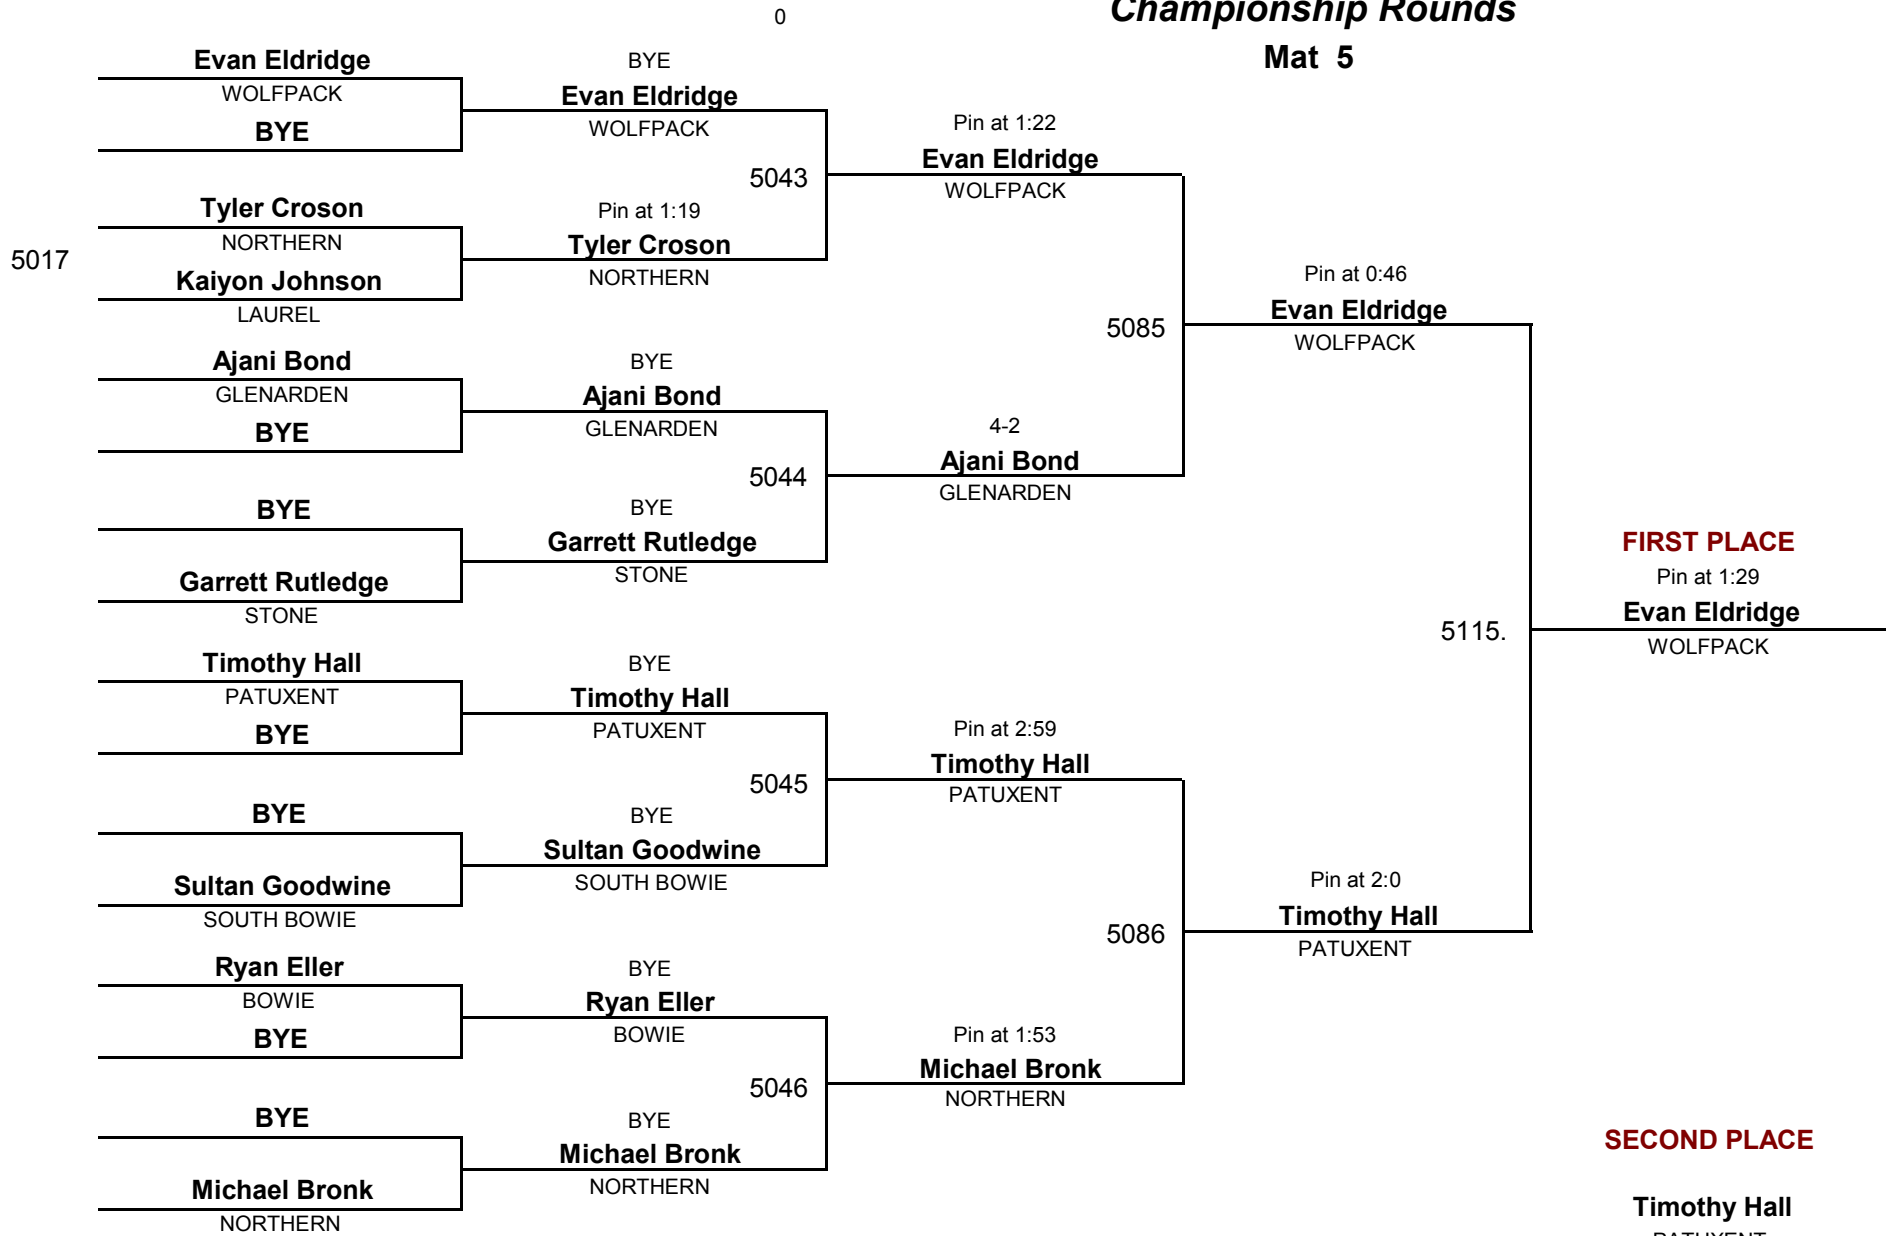 0
Championship Rounds
Mat 5
Evan Eldridge
WOLFPACK
BYE
5017
Tyler Croson
NORTHERN
Kaiyon Johnson
LAUREL
Ajani Bond
GLENARDEN
BYE
BYE
Garrett Rutledge
STONE
Timothy Hall
PATUXENT
BYE
BYE
Sultan Goodwine
SOUTH BOWIE
Ryan Eller
BOWIE
BYE
BYE
Michael Bronk
NORTHERN
BYE
Evan Eldridge
WOLFPACK
5043
Pin at 1:19
Tyler Croson
NORTHERN
BYE
Ajani Bond
GLENARDEN
5044
BYE
Garrett Rutledge
STONE
BYE
Timothy Hall
PATUXENT
5045
BYE
Sultan Goodwine
SOUTH BOWIE
BYE
Ryan Eller
BOWIE
5046
BYE
Michael Bronk
NORTHERN
Pin at 1:22
Evan Eldridge
WOLFPACK
5085
4-2
Ajani Bond
GLENARDEN
Pin at 2:59
Timothy Hall
PATUXENT
5086
Pin at 1:53
Michael Bronk
NORTHERN
Pin at 0:46
Evan Eldridge
WOLFPACK
5115.
Pin at 2:0
Timothy Hall
PATUXENT
FIRST PLACE
Pin at 1:29
Evan Eldridge
WOLFPACK
SECOND PLACE
Timothy Hall
PATUXENT